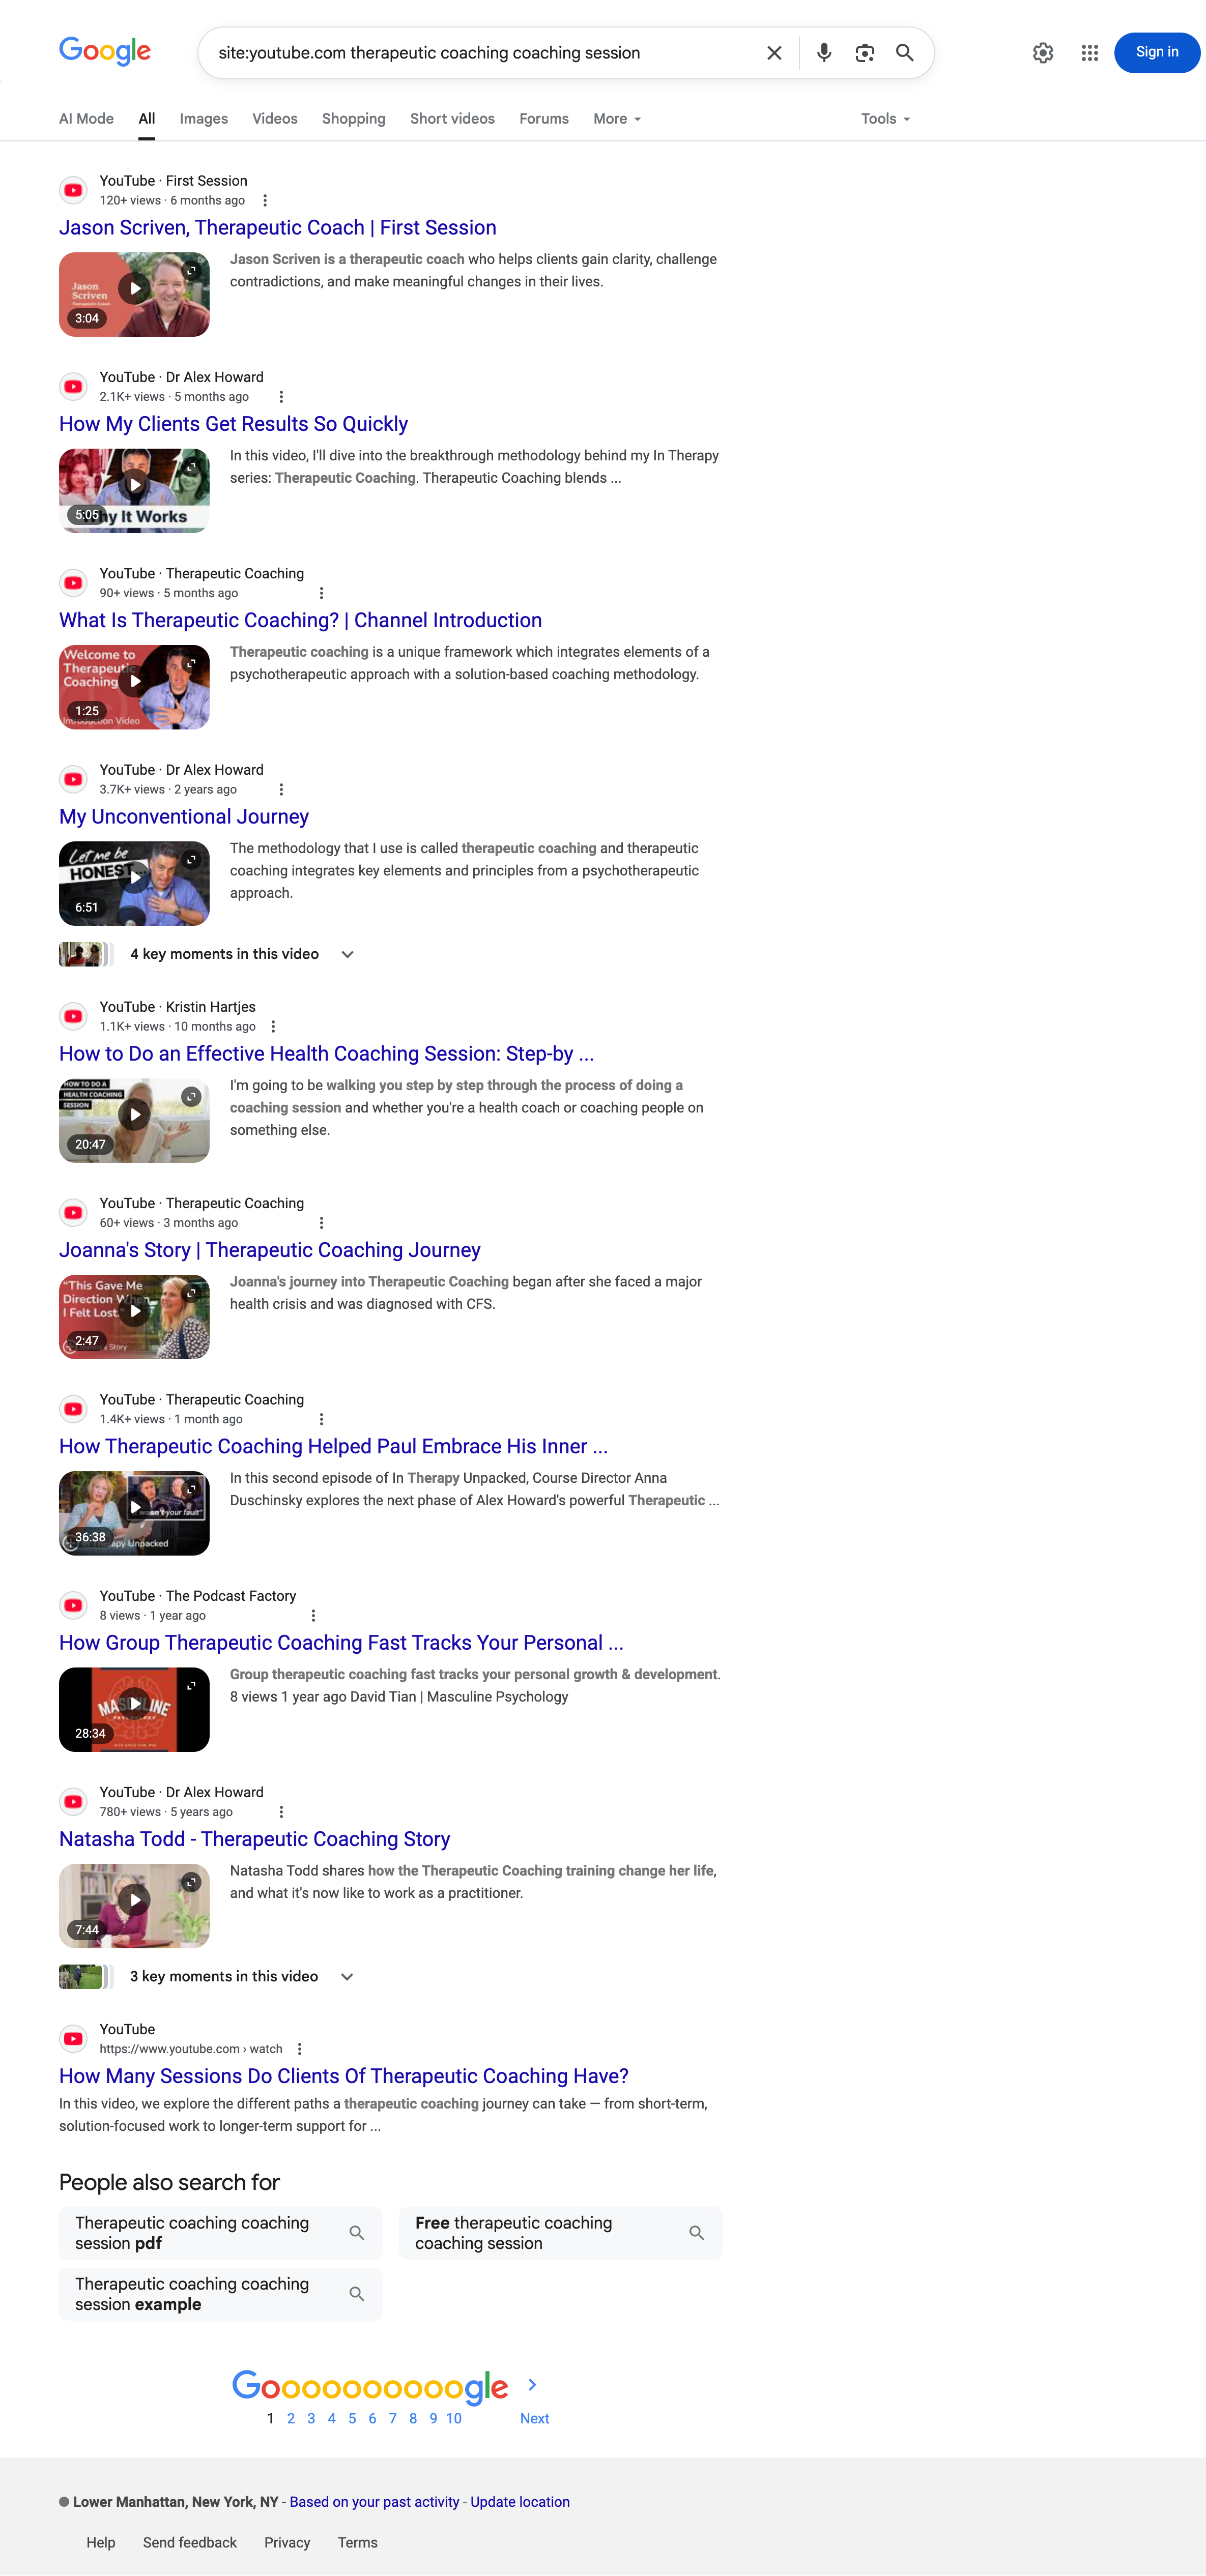 Google
site:youtube.com therapeutic coaching coaching session
Sign in
AI Mode
All
Images
Videos
Shopping
Short videos
Forums
More
Tools
YouTube · First Session
120+ views · 6 months ago
Jason Scriven, Therapeutic Coach | First Session
Jason Scriven
3:04
Jason Scriven is a therapeutic coach who helps clients gain clarity, challenge
contradictions, and make meaningful changes in their lives.
YouTube · Dr Alex Howard
2.1K+ views · 5 months ago
How My Clients Get Results So Quickly
5:05
Why It Works
In this video, I'll dive into the breakthrough methodology behind my In Therapy
series: Therapeutic Coaching. Therapeutic Coaching blends ...
YouTube · Therapeutic Coaching
90+ views · 5 months ago
What Is Therapeutic Coaching? | Channel Introduction
Welcome to
Therapeutic
Coaching
1:25
Introduction Video
Therapeutic coaching is a unique framework which integrates elements of a
psychotherapeutic approach with a solution-based coaching methodology.
YouTube · Dr Alex Howard
3.7K+ views · 2 years ago
My Unconventional Journey
Let me be
HONEST...
6:51
The methodology that I use is called therapeutic coaching and therapeutic
coaching integrates key elements and principles from a psychotherapeutic
approach.
4 key moments in this video
YouTube · Kristin Hartjes
1.1K+ views · 10 months ago
How to Do an Effective Health Coaching Session: Step-by ...
HOW TO DO A
HEALTH COACHING
SESSION
20:47
I'm going to be walking you step by step through the process of doing a
coaching session and whether you're a health coach or coaching people on
something else.
YouTube · Therapeutic Coaching
60+ views · 3 months ago
Joanna's Story | Therapeutic Coaching Journey
"This Gave Me
Direction When
I Felt Lost."
2:47
Story
Joanna's journey into Therapeutic Coaching began after she faced a major
health crisis and was diagnosed with CFS.
YouTube · Therapeutic Coaching
1.4K+ views · 1 month ago
How Therapeutic Coaching Helped Paul Embrace His Inner ...
wasn't your fault"
36:38
apy Unpacked
In this second episode of In Therapy Unpacked, Course Director Anna
Duschinsky explores the next phase of Alex Howard's powerful Therapeutic ...
YouTube · The Podcast Factory
8 views · 1 year ago
How Group Therapeutic Coaching Fast Tracks Your Personal ...
MASCULINE
28:34
Group therapeutic coaching fast tracks your personal growth & development.
8 views 1 year ago David Tian | Masculine Psychology
YouTube · Dr Alex Howard
780+ views · 5 years ago
Natasha Todd - Therapeutic Coaching Story
7:44
Natasha Todd shares how the Therapeutic Coaching training change her life,
and what it's now like to work as a practitioner.
3 key moments in this video
YouTube
https://www.youtube.com › watch
How Many Sessions Do Clients Of Therapeutic Coaching Have?
In this video, we explore the different paths a therapeutic coaching journey can take — from short-term,
solution-focused work to longer-term support for ...
People also search for
Therapeutic coaching coaching
session pdf
Free therapeutic coaching
coaching session
Therapeutic coaching coaching
session example
Goooooooooogle
1 2 3 4 5 6 7 8 9 10 Next
Lower Manhattan, New York, NY - Based on your past activity - Update location
Help
Send feedback
Privacy
Terms